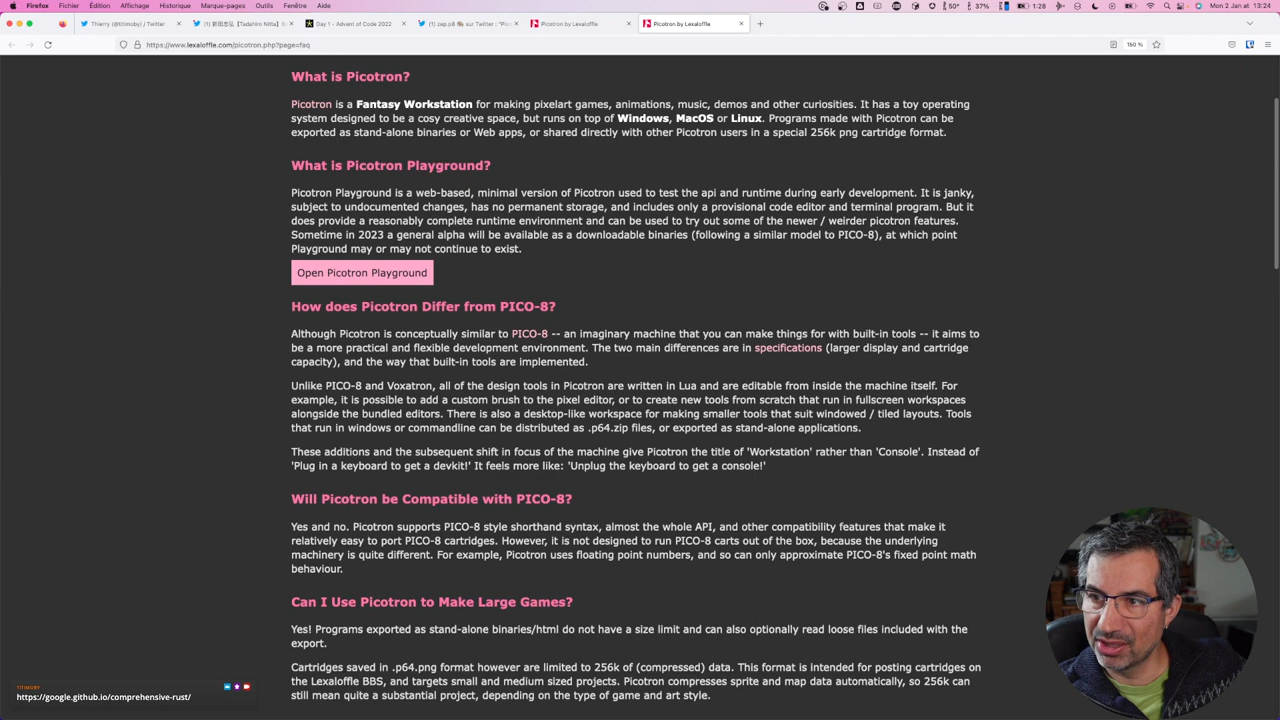 Firefox Fichier Édition Affichage Historique Marque-pages Outils Fenêtre Aide
50° 37% 1:28 Mon 2 Jan at 13:24
Thierry (@titimoby) / Twitter
(1) 新田忠弘【Tadahiro Nitta】
Day 1 - Advent of Code 2022
(1) zep.p8 sur Twitter : "Pico
Picotron by Lexaloffle
Picotron by Lexaloffle
https://www.lexaloffle.com/picotron.php?page=faq
150 %
What is Picotron?
Picotron is a Fantasy Workstation for making pixelart games, animations, music, demos and other curiosities. It has a toy operating
system designed to be a cosy creative space, but runs on top of Windows, MacOS or Linux. Programs made with Picotron can be
exported as stand-alone binaries or Web apps, or shared directly with other Picotron users in a special 256k png cartridge format.
What is Picotron Playground?
Picotron Playground is a web-based, minimal version of Picotron used to test the api and runtime during early development. It is janky,
subject to undocumented changes, has no permanent storage, and includes only a provisional code editor and terminal program. But it
does provide a reasonably complete runtime environment and can be used to try out some of the newer / weirder picotron features.
Sometime in 2023 a general alpha will be available as a downloadable binaries (following a similar model to PICO-8), at which point
Playground may or may not continue to exist.
Open Picotron Playground
How does Picotron Differ from PICO-8?
Although Picotron is conceptually similar to PICO-8 -- an imaginary machine that you can make things for with built-in tools -- it aims to
be a more practical and flexible development environment. The two main differences are in specifications (larger display and cartridge
capacity), and the way that built-in tools are implemented.
Unlike PICO-8 and Voxatron, all of the design tools in Picotron are written in Lua and are editable from inside the machine itself. For
example, it is possible to add a custom brush to the pixel editor, or to create new tools from scratch that run in fullscreen workspaces
alongside the bundled editors. There is also a desktop-like workspace for making smaller tools that suit windowed / tiled layouts. Tools
that run in windows or commandline can be distributed as .p64.zip files, or exported as stand-alone applications.
These additions and the subsequent shift in focus of the machine give Picotron the title of 'Workstation' rather than 'Console'. Instead of
'Plug in a keyboard to get a devkit!' It feels more like: 'Unplug the keyboard to get a console!'
Will Picotron be Compatible with PICO-8?
Yes and no. Picotron supports PICO-8 style shorthand syntax, almost the whole API, and other compatibility features that make it
relatively easy to port PICO-8 cartridges. However, it is not designed to run PICO-8 carts out of the box, because the underlying
machinery is quite different. For example, Picotron uses floating point numbers, and so can only approximate PICO-8's fixed point math
behaviour.
Can I Use Picotron to Make Large Games?
Yes! Programs exported as stand-alone binaries/html do not have a size limit and can also optionally read loose files included with the
export.
Cartridges saved in .p64.png format however are limited to 256k of (compressed) data. This format is intended for posting cartridges on
the Lexaloffle BBS, and targets small and medium sized projects. Picotron compresses sprite and map data automatically, so 256k can
still mean quite a substantial project, depending on the type of game and art style.
TITIMOBY
https://google.github.io/comprehensive-rust/